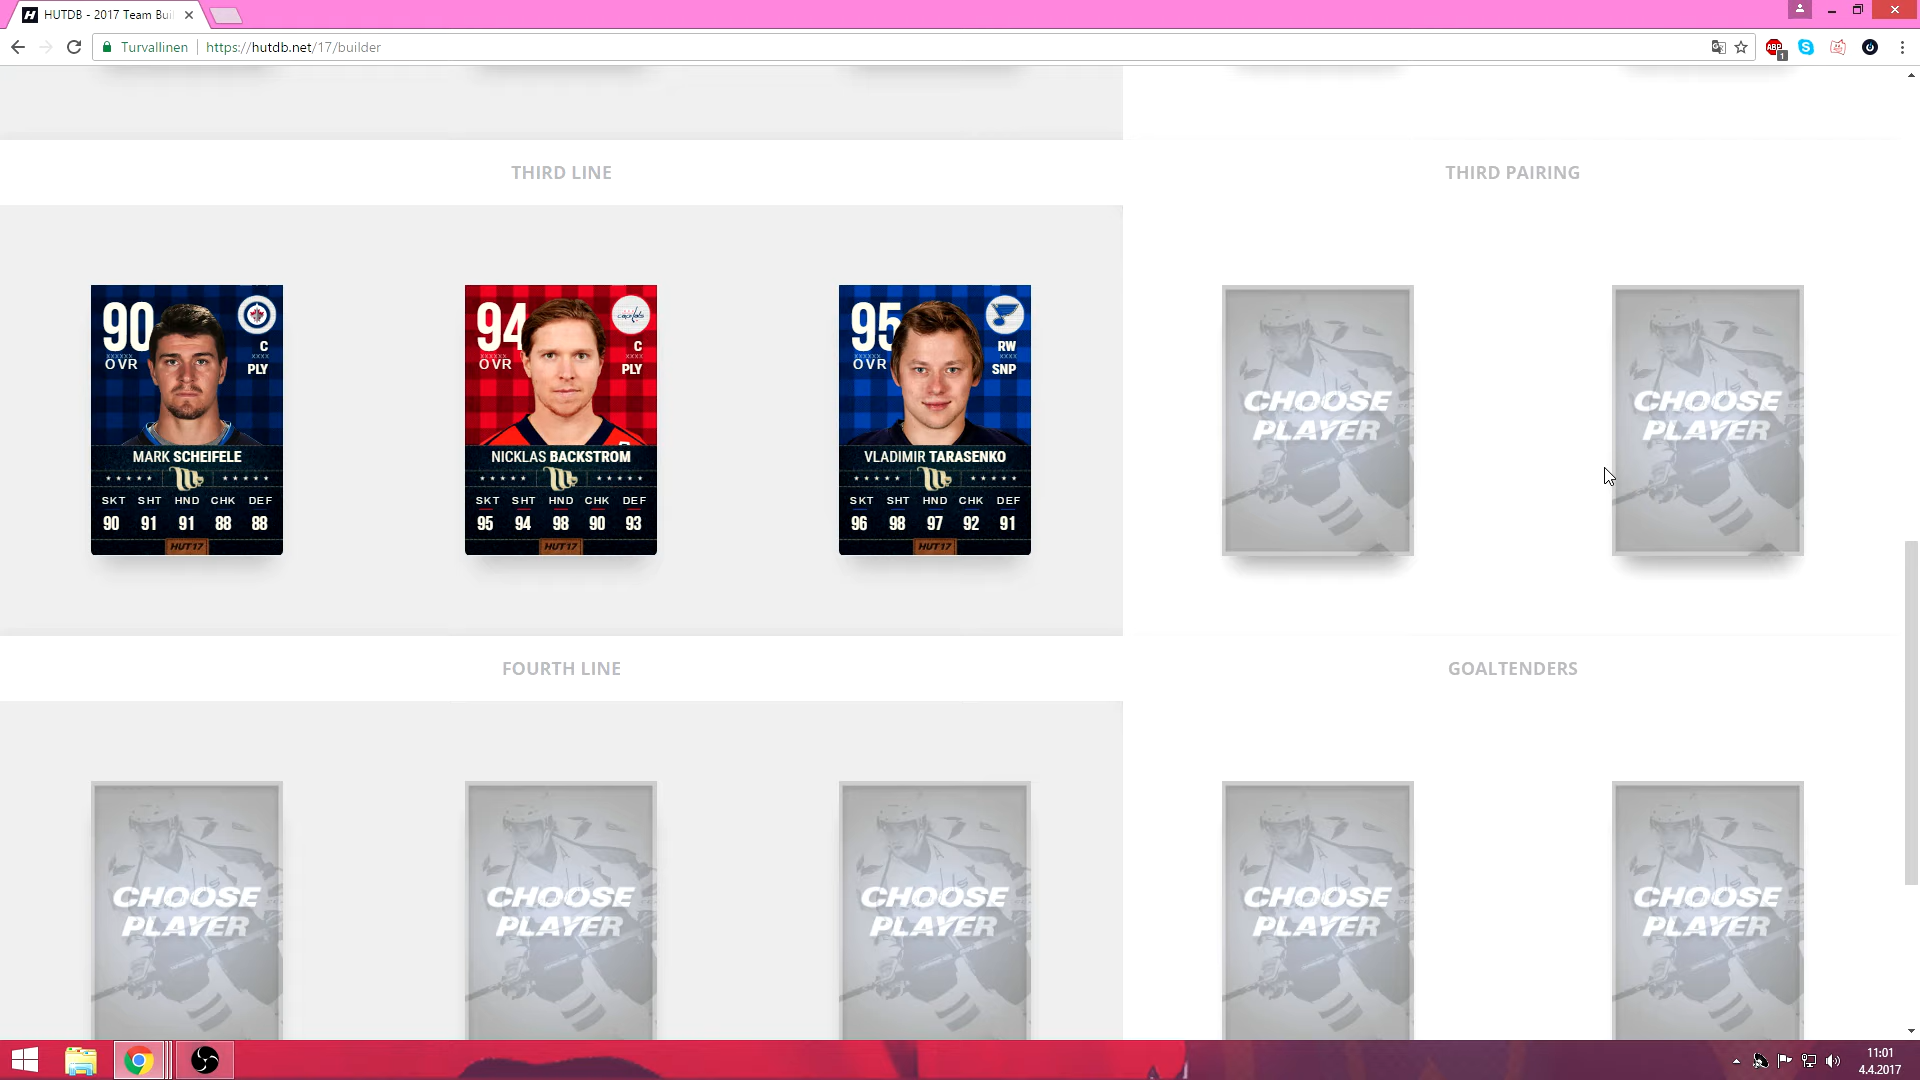 HUTDB - 2017 Team Bui
Turvallinen
https://hutdb.net/17/builder
ABP
1
THIRD LINE
THIRD PAIRING
90
OVR
C
PLY
MARK SCHEIFELE
SKT SHT HND CHK DEF
90 91 91 88 88
HUT17
94
OVR
C
PLY
NICKLAS BACKSTROM
SKT SHT HND CHK DEF
95 94 98 90 93
HUT17
95
OVR
RW
SNP
VLADIMIR TARASENKO
SKT SHT HND CHK DEF
96 98 97 92 91
HUT17
CHOOSE
PLAYER
CHOOSE
PLAYER
FOURTH LINE
GOALTENDERS
CHOOSE
PLAYER
CHOOSE
PLAYER
CHOOSE
PLAYER
CHOOSE
PLAYER
CHOOSE
PLAYER
11:01
4.4.2017